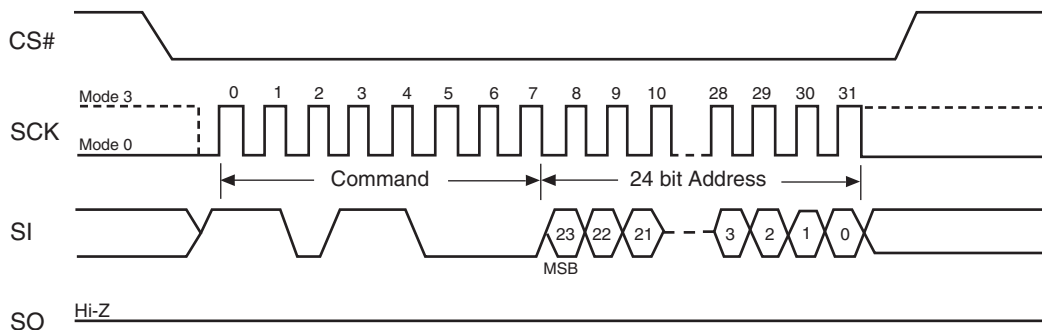 CS#
Mode 3
0 1 2 3 4 5 6 7 8 9 10 28 29 30 31
SCK
Mode 0
Command 24 bit Address
SI
23 22 21 3 2 1 0
MSB
Hi-Z
SO